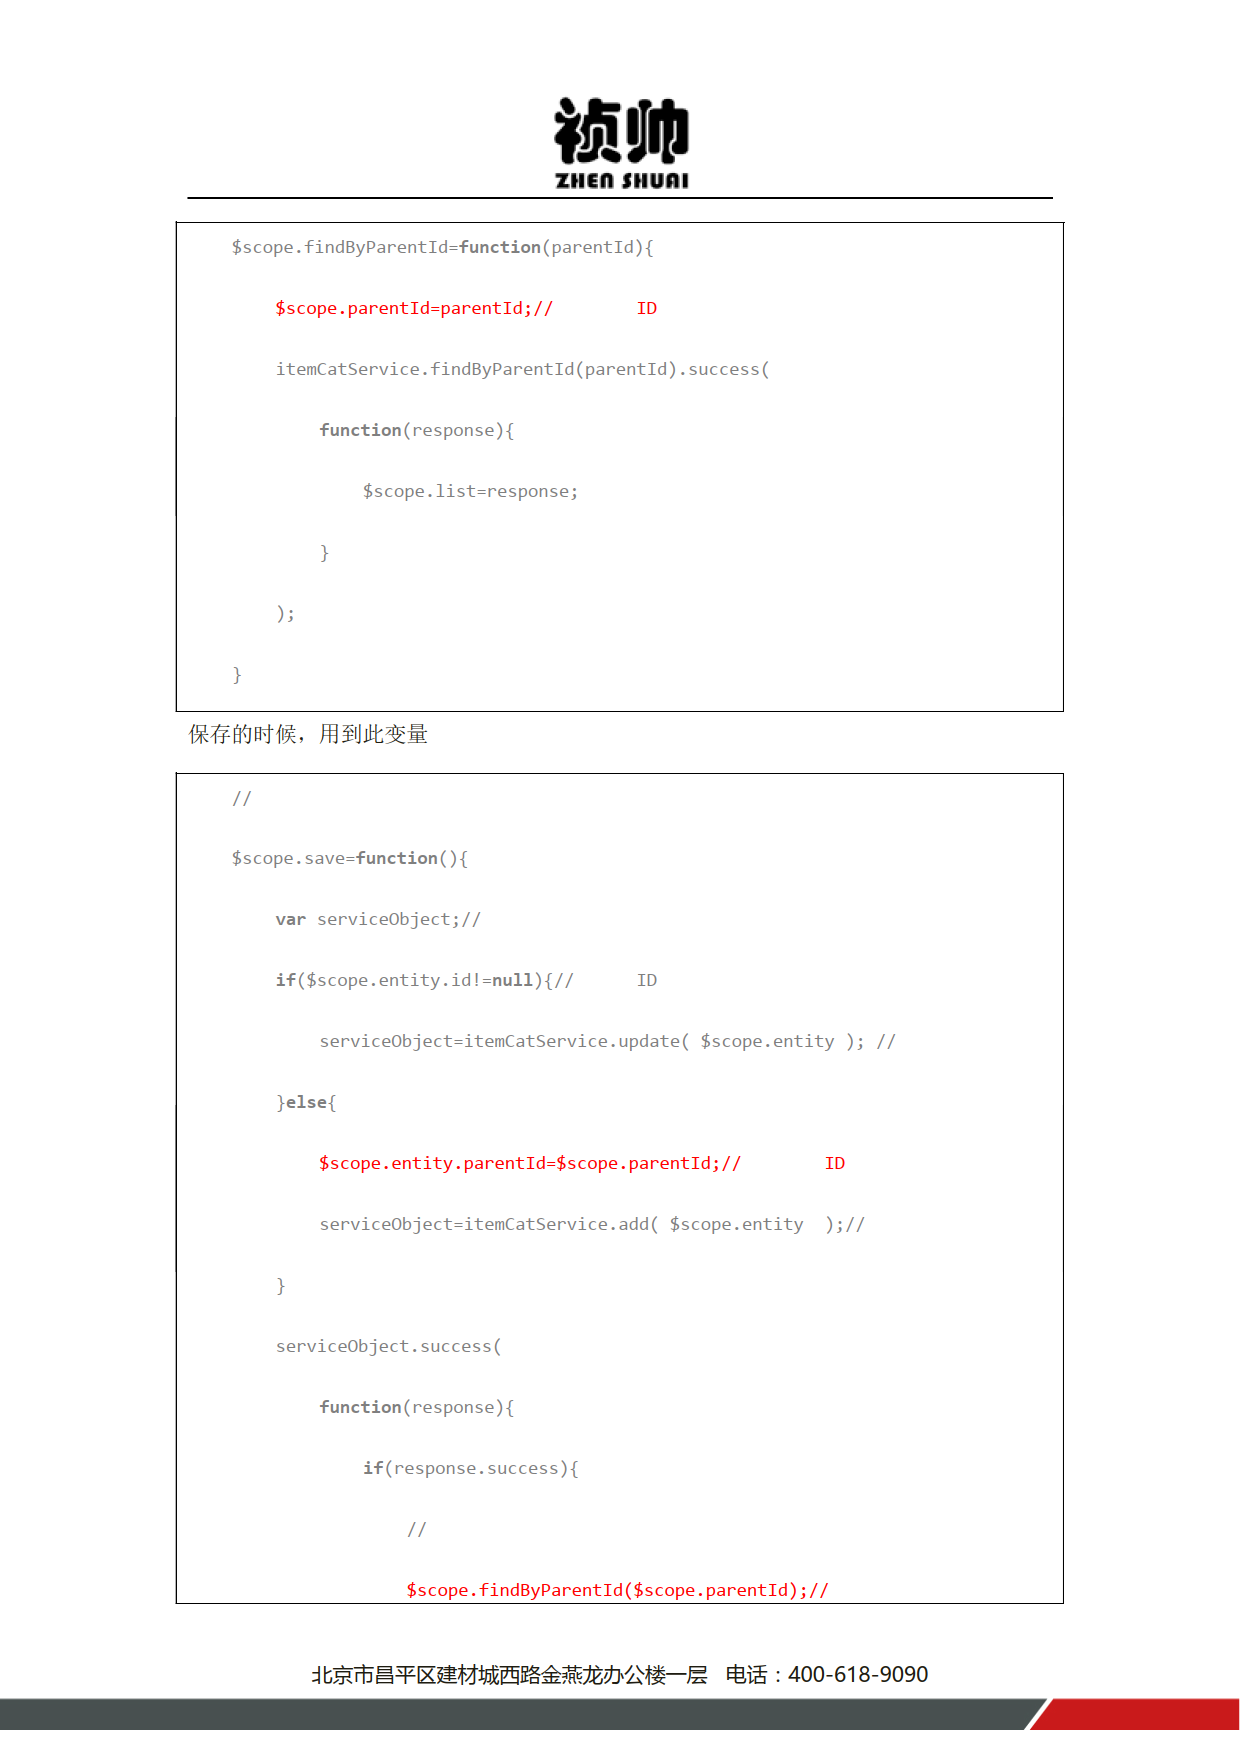 祯帅
ZHEN SHUAI
$scope.findByParentId=function(parentId){
$scope.parentId=parentId;// ID
itemCatService.findByParentId(parentId).success(
function(response){
$scope.list=response;
}
);
}
保存的时候，用到此变量
//
$scope.save=function(){
var serviceObject;//
if($scope.entity.id!=null){// ID
serviceObject=itemCatService.update( $scope.entity ); //
}else{
$scope.entity.parentId=$scope.parentId;// ID
serviceObject=itemCatService.add( $scope.entity );//
}
serviceObject.success(
function(response){
if(response.success){
//
$scope.findByParentId($scope.parentId);//
北京市昌平区建材城西路金燕龙办公楼一层 电话：400-618-9090